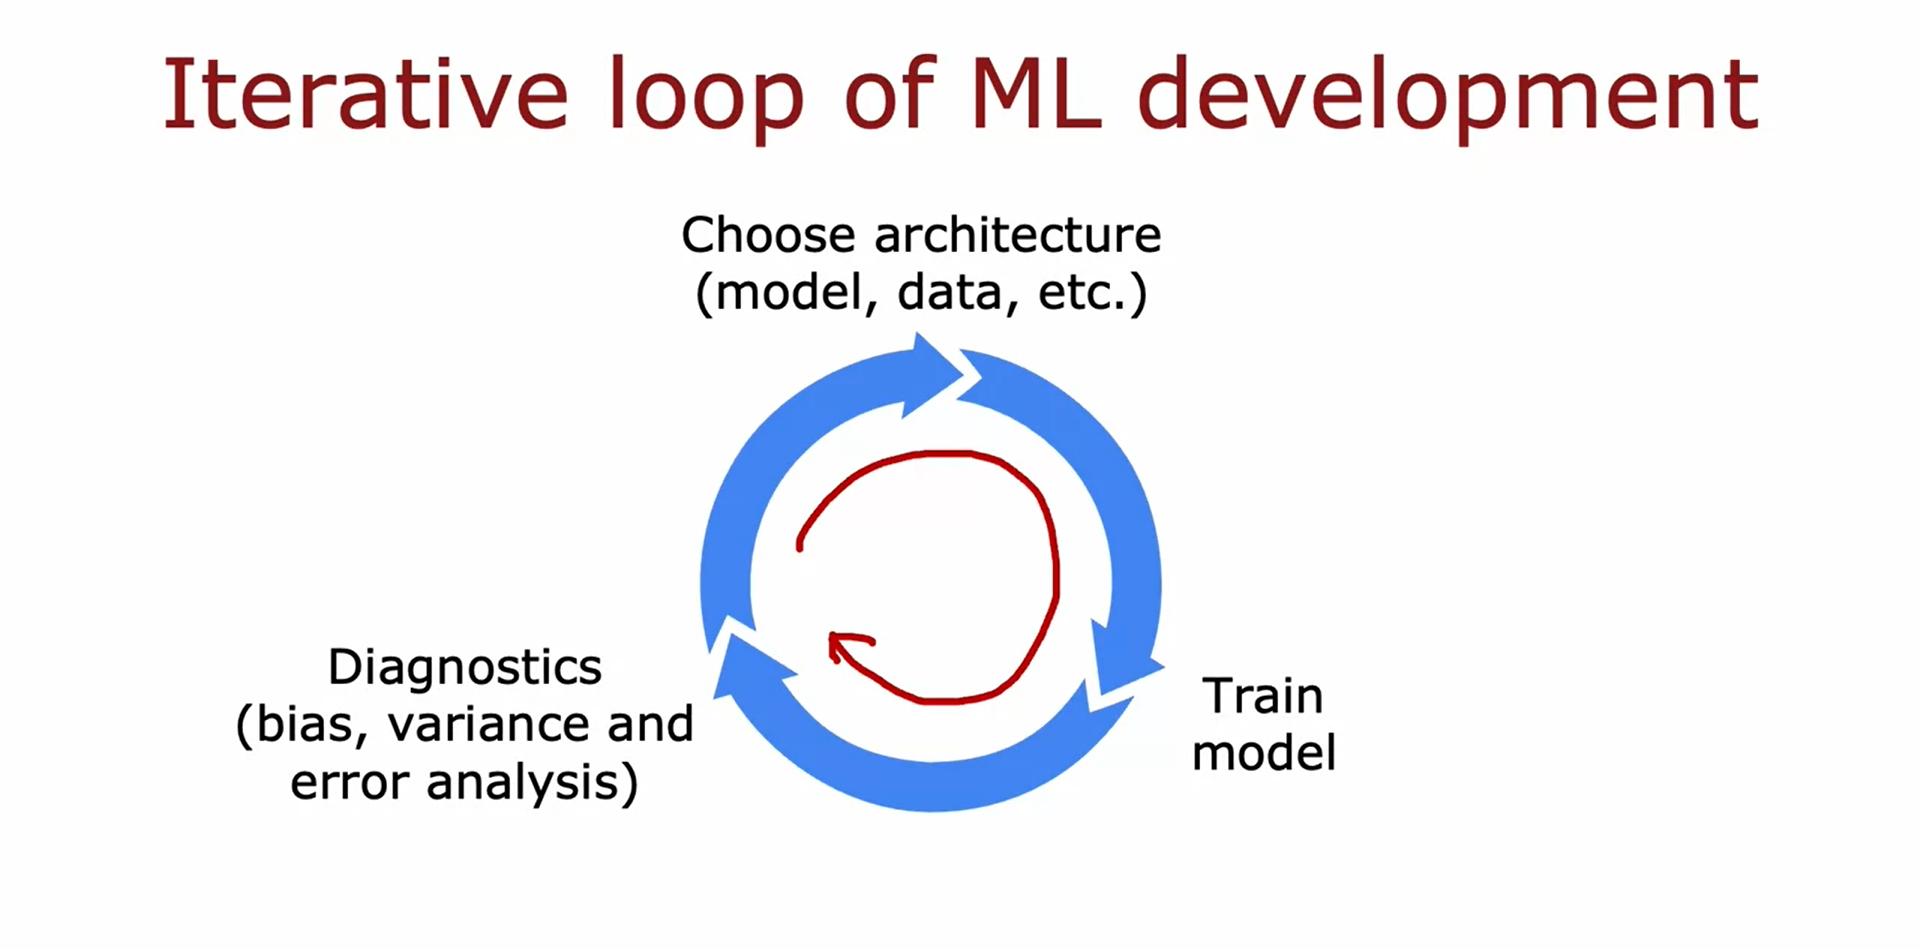 Iterative loop of ML development
Choose architecture
(model, data, etc.)
Train
model
Diagnostics
(bias, variance and
error analysis)